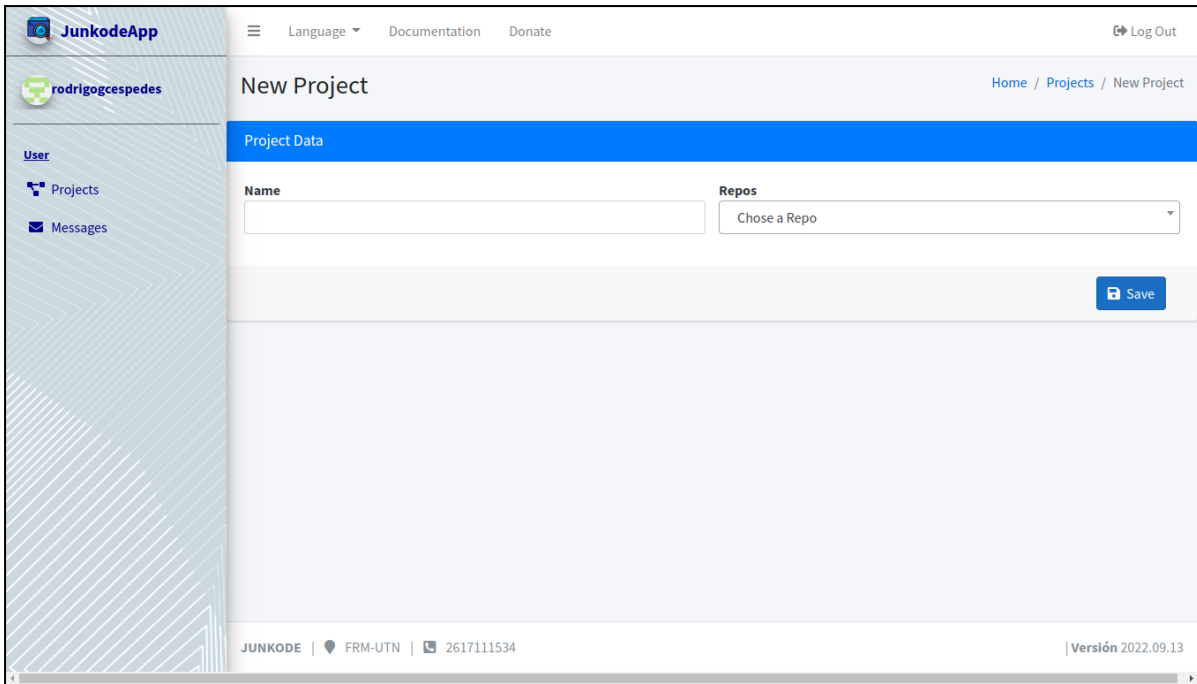 JunkodeApp
Language Documentation Donate Log Out
rodrigogcespedes
New Project
Home / Projects / New Project
Project Data
User
Projects
Messages
Name Repos
Chose a Repo
Save
JUNKODE | FRM-UTN | 2617111534 | Versión 2022.09.13